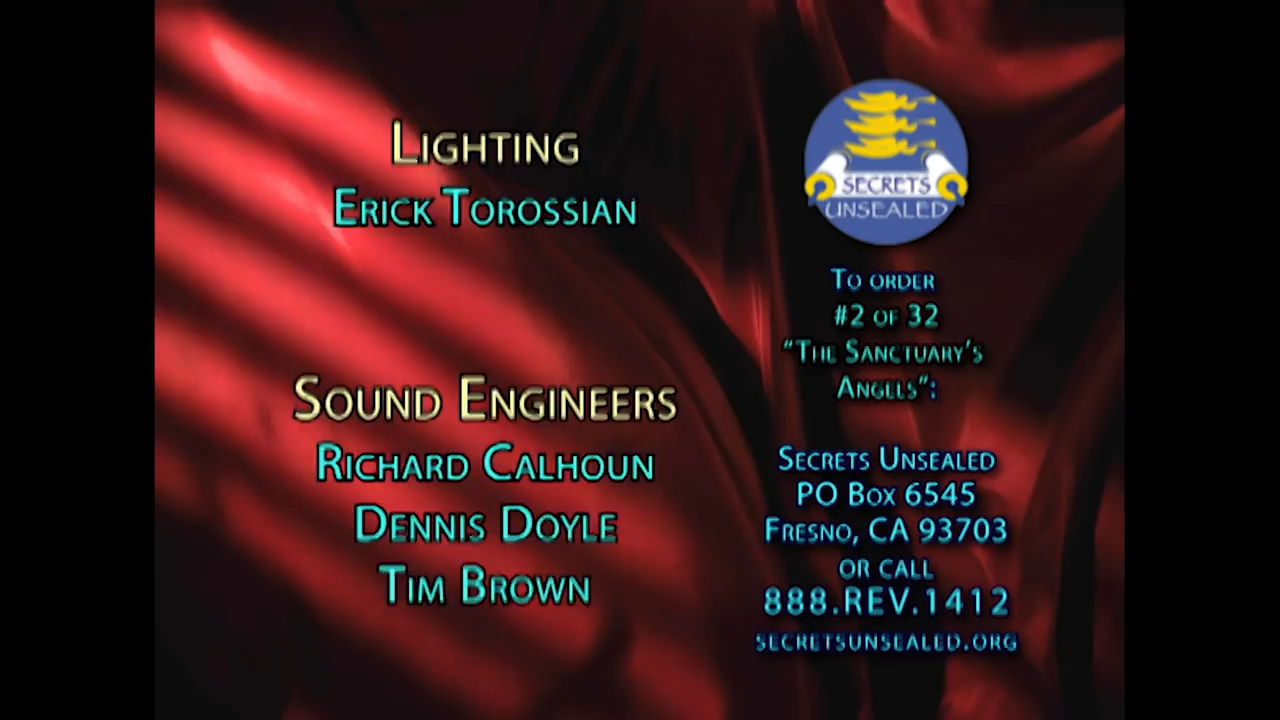 Lighting
Erick Torossian
Sound Engineers
Richard Calhoun
Dennis Doyle
Tim Brown
SECRETS
UNSEALED
To order
#2 of 32
“The Sanctuary’s
Angels”:
Secrets Unsealed
PO Box 6545
Fresno, CA 93703
or call
888.REV.1412
secretsunsealed.org